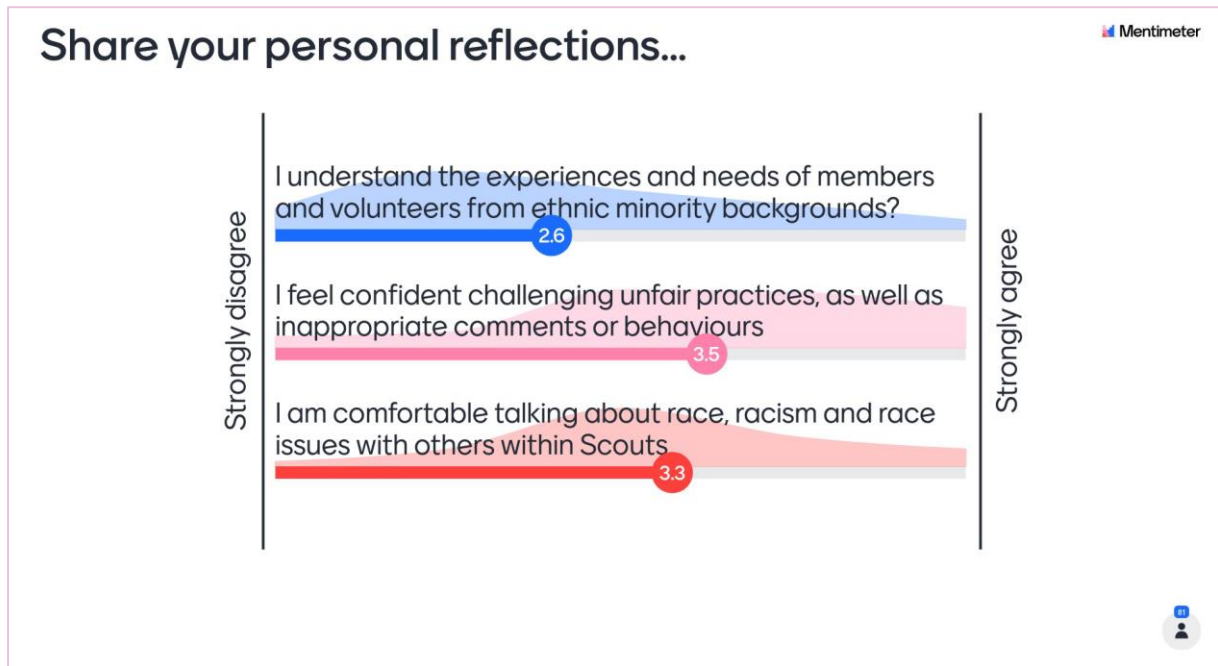 Share your personal reflections...
Mentimeter
Strongly disagree
I understand the experiences and needs of members
and volunteers from ethnic minority backgrounds?
2.6
I feel confident challenging unfair practices, as well as
inappropriate comments or behaviours
3.5
I am comfortable talking about race, racism and race
issues with others within Scouts
3.3
Strongly agree
81